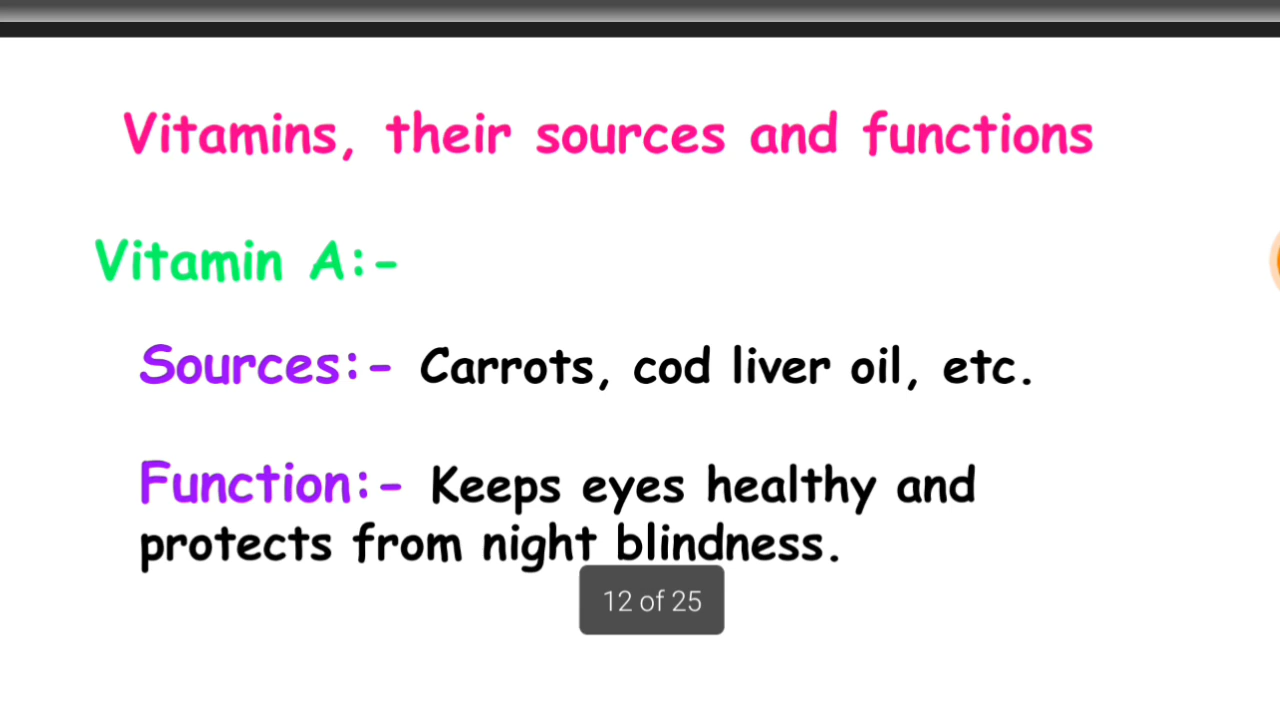 Vitamins, their sources and functions
Vitamin A:-
Sources:- Carrots, cod liver oil, etc.
Function:- Keeps eyes healthy and
protects from night blindness.
12 of 25